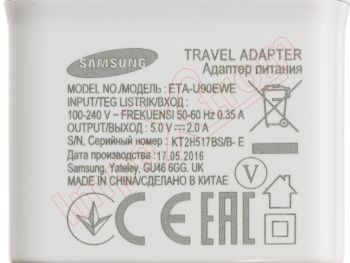 SAMSUNG
TRAVEL ADAPTER
Адаптер питания
MODEL NO./МОДЕЛЬ: ETA-U90EWE
INPUT/TEG LISTRIK/ВХОД :
100-240 V ~ FREKUENSI 50-60 Hz 0.35 A
OUTPUT/ВЫХОД: 5.0 V ⎓ 2.0 A
S/N, Серийный номер: KT2H517BS/B- E
Дата производства 17.05.2016
Samsung, Yateley, GU46 6GG. UK
MADE IN CHINA/СДЕЛАНО В КИТАЕ
V
CE EAC